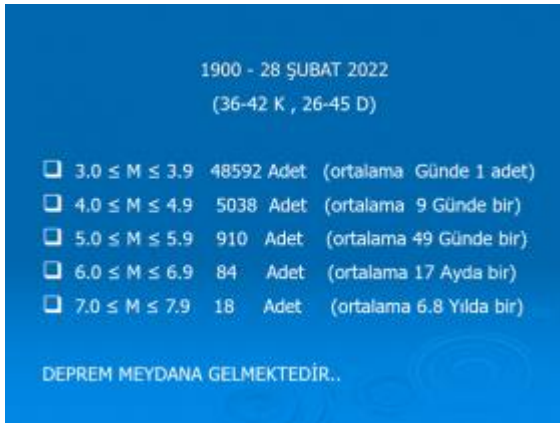 1900 - 28 ŞUBAT 2022
(36-42 K , 26-45 D)
3.0 ≤ M ≤ 3.9 48592 Adet (ortalama Günde 1 adet)
4.0 ≤ M ≤ 4.9 5038 Adet (ortalama 9 Günde bir)
5.0 ≤ M ≤ 5.9 910 Adet (ortalama 49 Günde bir)
6.0 ≤ M ≤ 6.9 84 Adet (ortalama 17 Ayda bir)
7.0 ≤ M ≤ 7.9 18 Adet (ortalama 6.8 Yılda bir)
DEPREM MEYDANA GELMEKTEDİR..